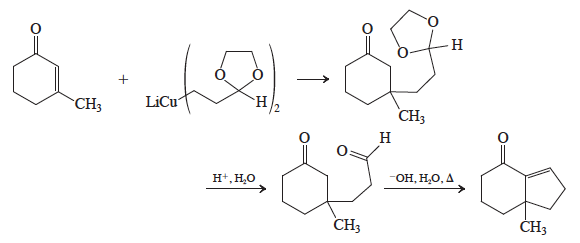 O
O
O
O
H
CH₃
+
LiCu
O
O
H
2
CH₃
O
O
H
O
H⁺, H₂O
⁻OH, H₂O, Δ
CH₃
CH₃